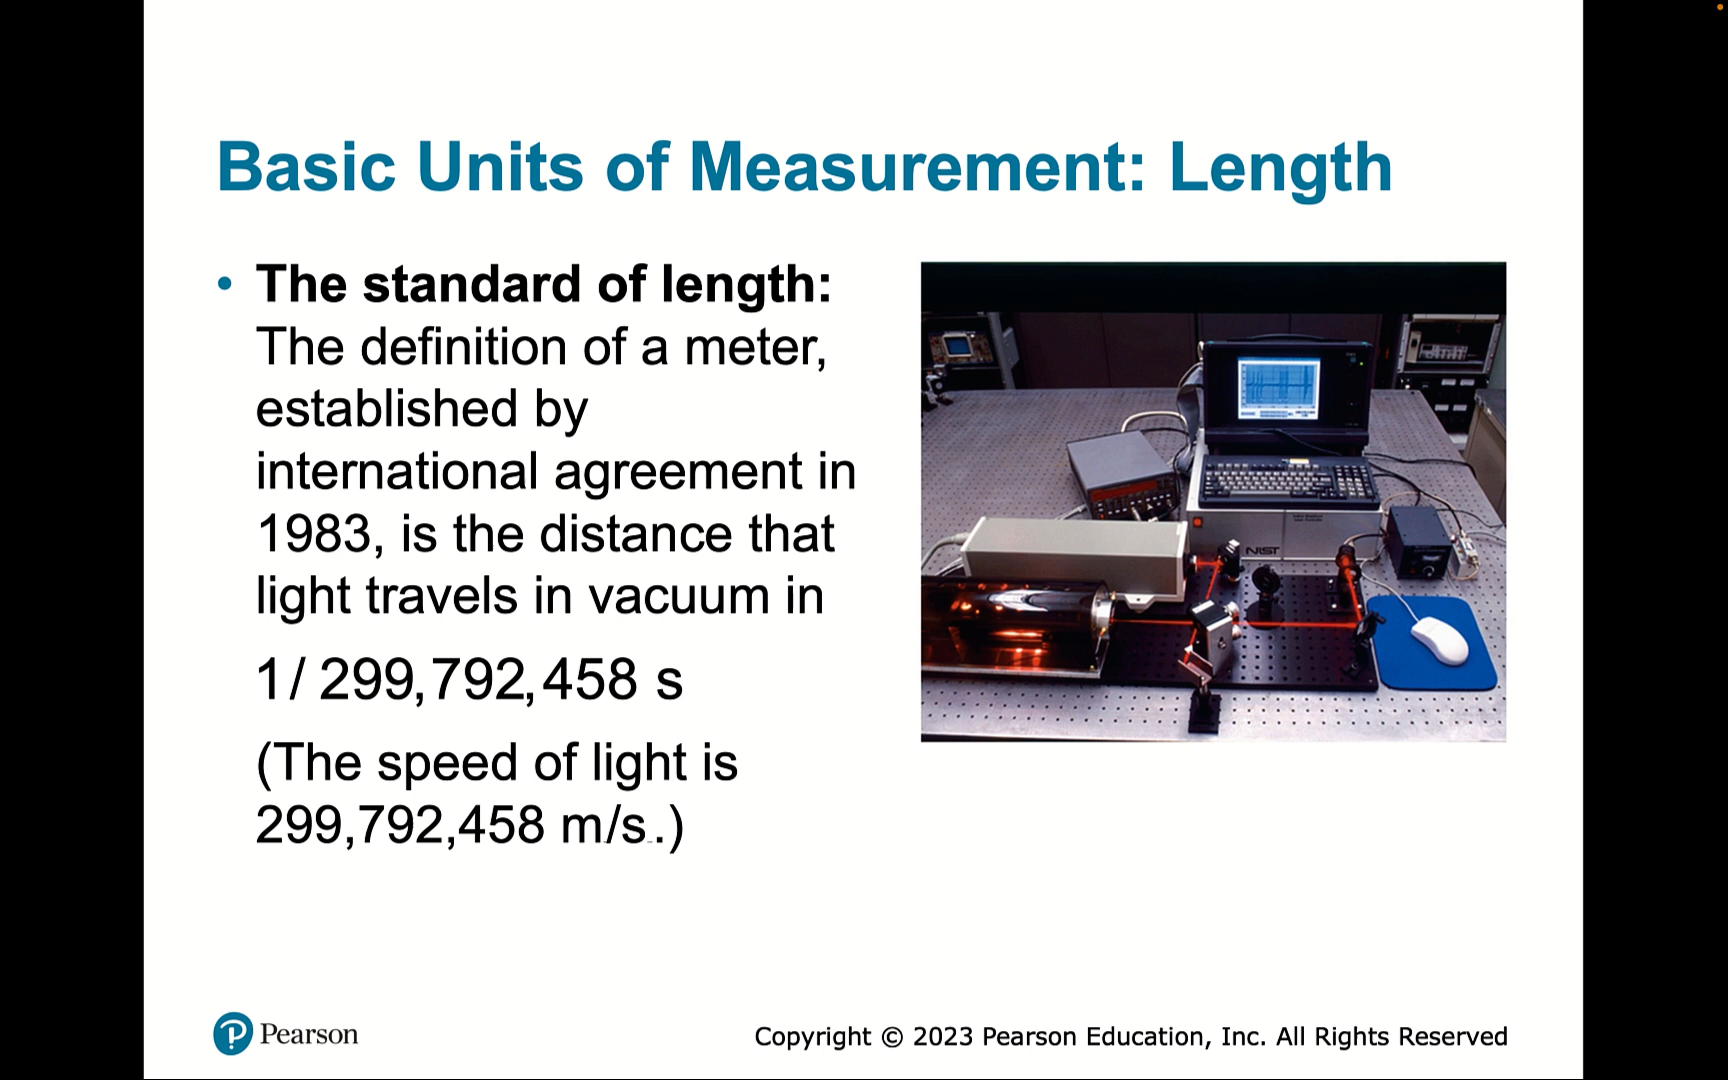 Basic Units of Measurement: Length
• The standard of length:
The definition of a meter,
established by
international agreement in
1983, is the distance that
light travels in vacuum in
1/ 299,792,458 s
(The speed of light is
299,792,458 m/s.)
NIST
Pearson
Copyright © 2023 Pearson Education, Inc. All Rights Reserved